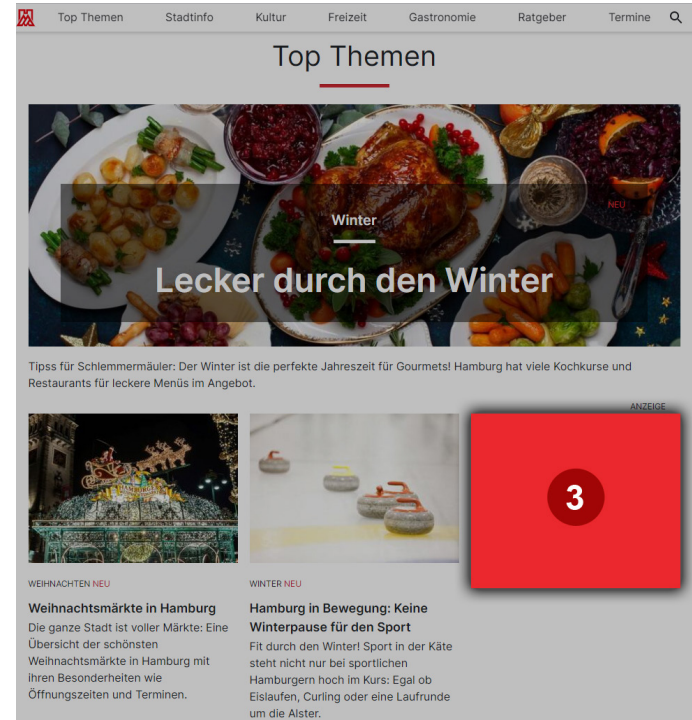 Top Themen Stadtinfo Kultur Freizeit Gastronomie Ratgeber Termine
Top Themen
NEU
Winter
Lecker durch den Winter
Tipss für Schlemmermäuler: Der Winter ist die perfekte Jahreszeit für Gourmets! Hamburg hat viele Kochkurse und
Restaurants für leckere Menüs im Angebot.
ANZEIGE
HAMBURG
3
WEIHNACHTEN NEU
Weihnachtsmärkte in Hamburg
Die ganze Stadt ist voller Märkte: Eine
Übersicht der schönsten
Weihnachtsmärkte in Hamburg mit
ihren Besonderheiten wie
Öffnungszeiten und Terminen.
WINTER NEU
Hamburg in Bewegung: Keine
Winterpause für den Sport
Fit durch den Winter! Sport in der Käte
steht nicht nur bei sportlichen
Hamburgern hoch im Kurs: Egal ob
Eislaufen, Curling oder eine Laufrunde
um die Alster.